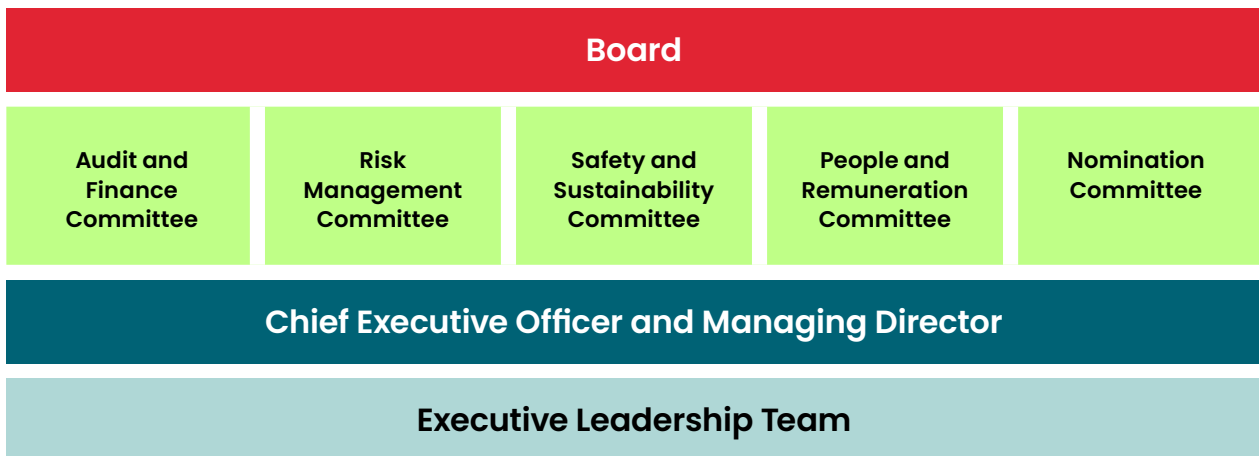 Board
Audit and
Finance
Committee
Risk
Management
Committee
Safety and
Sustainability
Committee
People and
Remuneration
Committee
Nomination
Committee
Chief Executive Officer and Managing Director
Executive Leadership Team